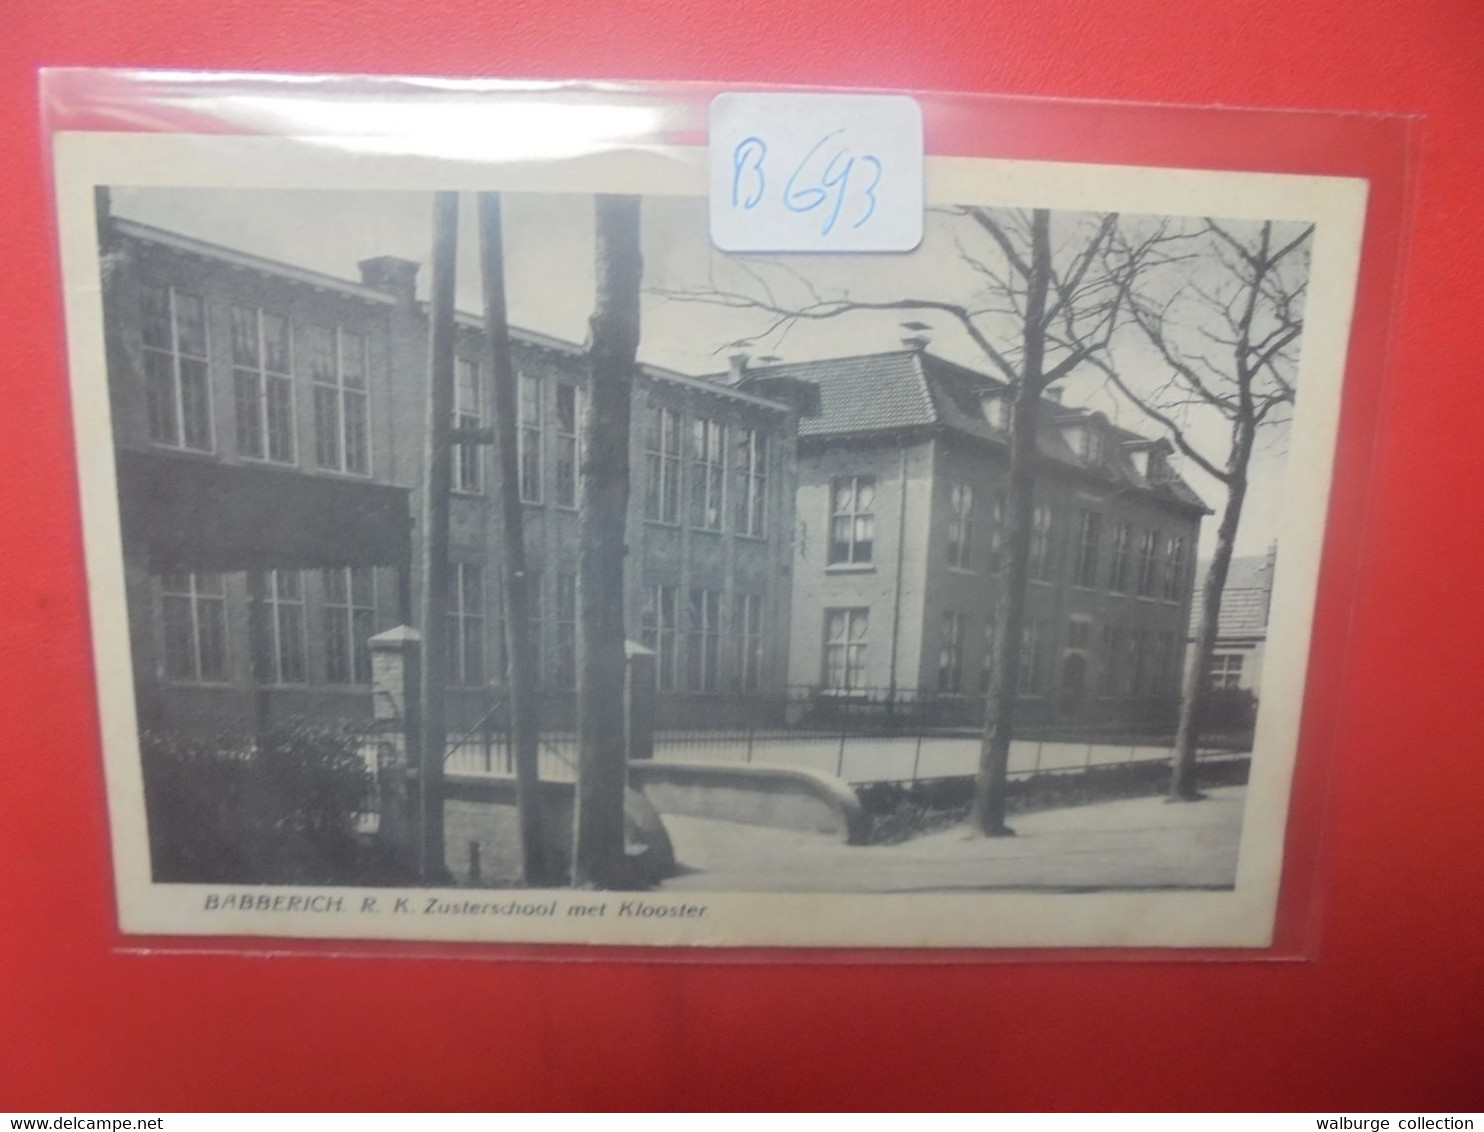 B693
BABBERICH. R. K. Zusterschool met Klooster.
www.delcampe.net
walburge collection